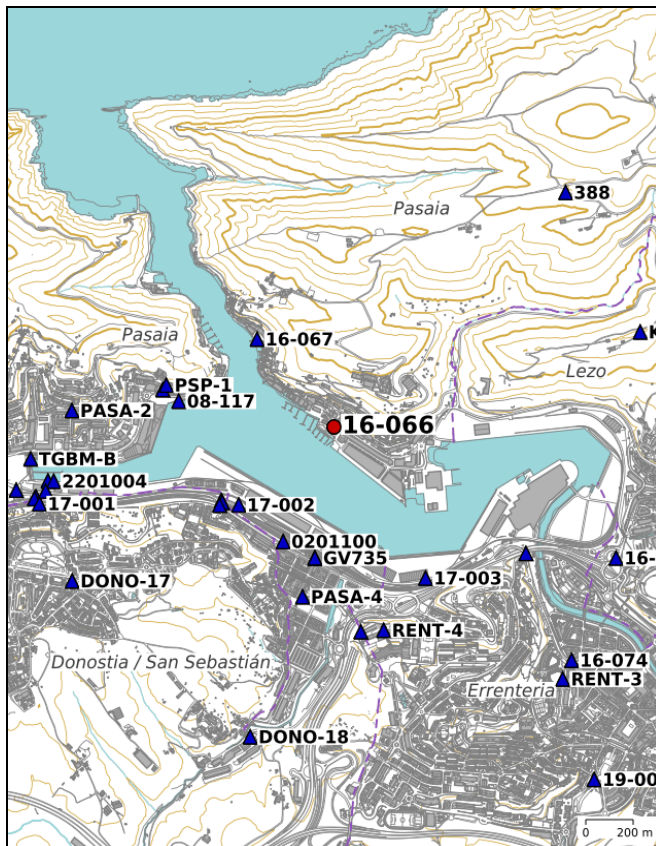 388
Pasaia
Pasaia
16-067
K
Lezo
PSP-1
08-117
PASA-2
16-066
TGBM-B
2201004
17-001
17-002
0201100
GV735
16-
17-003
DONO-17
PASA-4
RENT-4
Donostia / San Sebastián
16-074
RENT-3
Errenteria
DONO-18
19-00
0 200 m